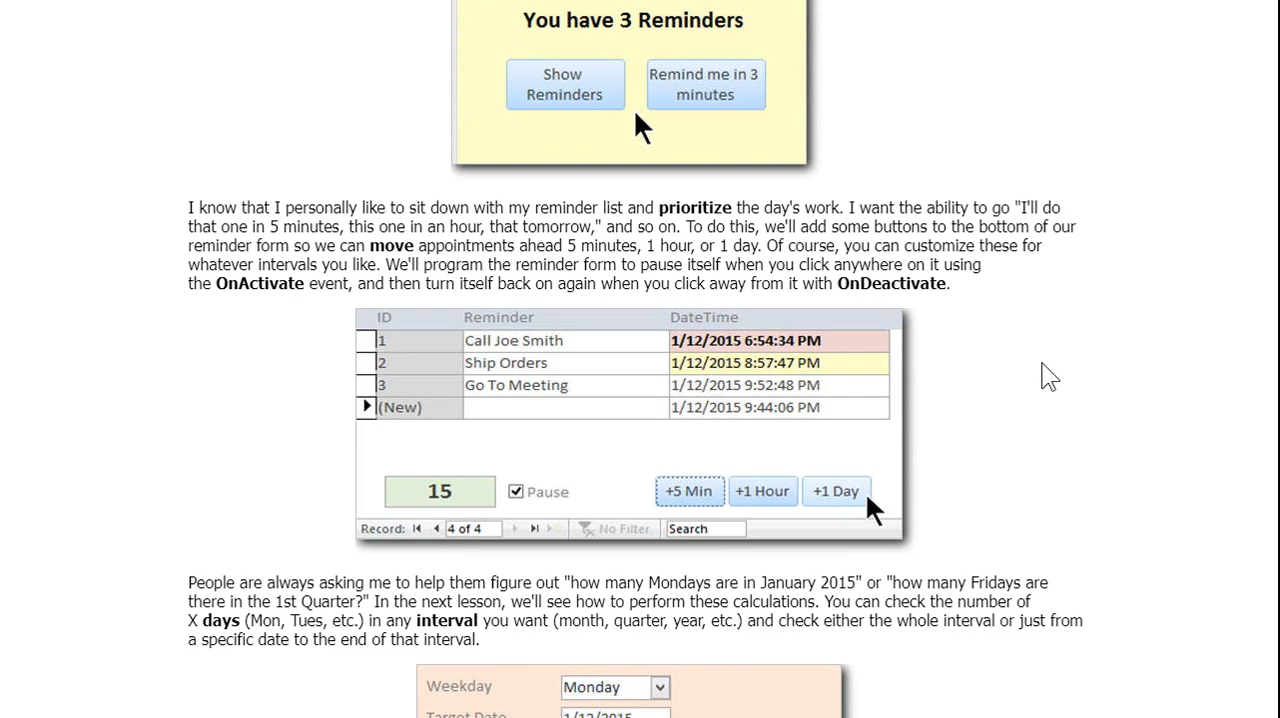 You have 3 Reminders
Show Remind me in 3
Reminders minutes
I know that I personally like to sit down with my reminder list and prioritize the day's work. I want the ability to go "I'll do
that one in 5 minutes, this one in an hour, that tomorrow," and so on. To do this, we'll add some buttons to the bottom of our
reminder form so we can move appointments ahead 5 minutes, 1 hour, or 1 day. Of course, you can customize these for
whatever intervals you like. We'll program the reminder form to pause itself when you click anywhere on it using
the OnActivate event, and then turn itself back on again when you click away from it with OnDeactivate.
ID Reminder DateTime
1 Call Joe Smith 1/12/2015 6:54:34 PM
2 Ship Orders 1/12/2015 8:57:47 PM
3 Go To Meeting 1/12/2015 9:52:48 PM
(New) 1/12/2015 9:44:06 PM
15 Pause +5 Min +1 Hour +1 Day
Record: 4 of 4 No Filter Search
People are always asking me to help them figure out "how many Mondays are in January 2015" or "how many Fridays are
there in the 1st Quarter?" In the next lesson, we'll see how to perform these calculations. You can check the number of
X days (Mon, Tues, etc.) in any interval you want (month, quarter, year, etc.) and check either the whole interval or just from
a specific date to the end of that interval.
Weekday Monday
Target Date 1/12/2015